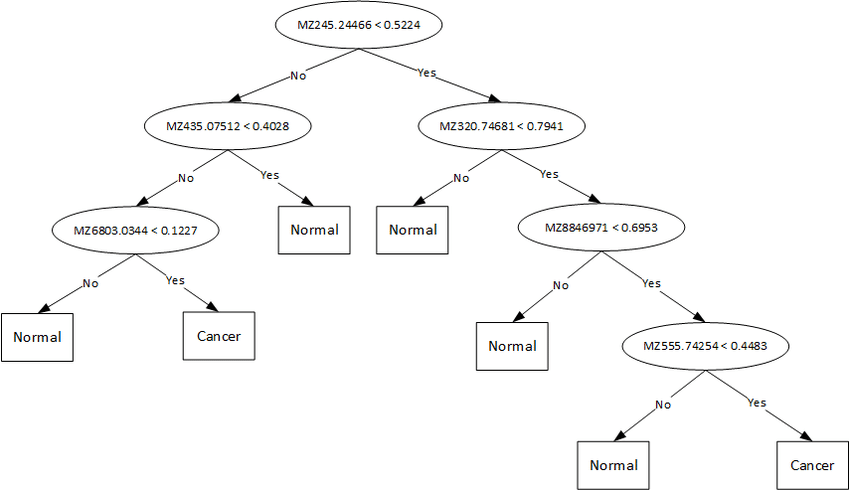 MZ245.24466 < 0.5224
No
Yes
MZ435.07512 < 0.4028
MZ320.74681 < 0.7941
No
Yes
No
Yes
MZ6803.0344 < 0.1227
Normal
Normal
MZ8846971 < 0.6953
No
Yes
No
Yes
Normal
Cancer
Normal
MZ555.74254 < 0.4483
No
Yes
Normal
Cancer